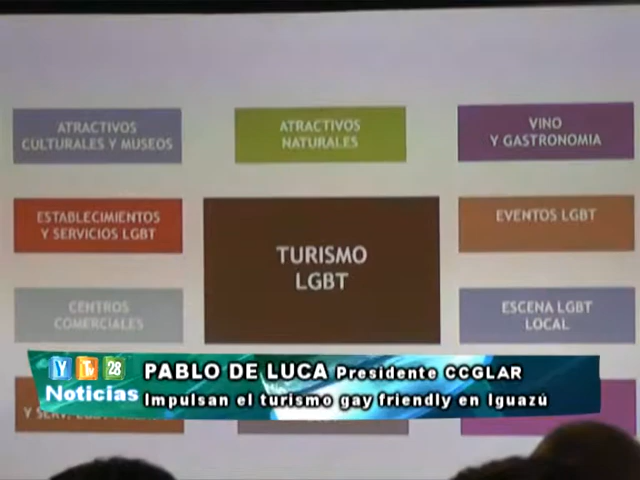 ATRACTIVOS
CULTURALES Y MUSEOS
ATRACTIVOS
NATURALES
VINO
Y GASTRONOMIA
ESTABLECIMIENTOS
Y SERVICIOS LGBT
TURISMO
LGBT
EVENTOS LGBT
CENTROS
COMERCIALES
ESCENA LGBT
LOCAL
Y Tv 28
Noticias
PABLO DE LUCA Presidente CCGLAR
Impulsan el turismo gay friendly en Iguazú